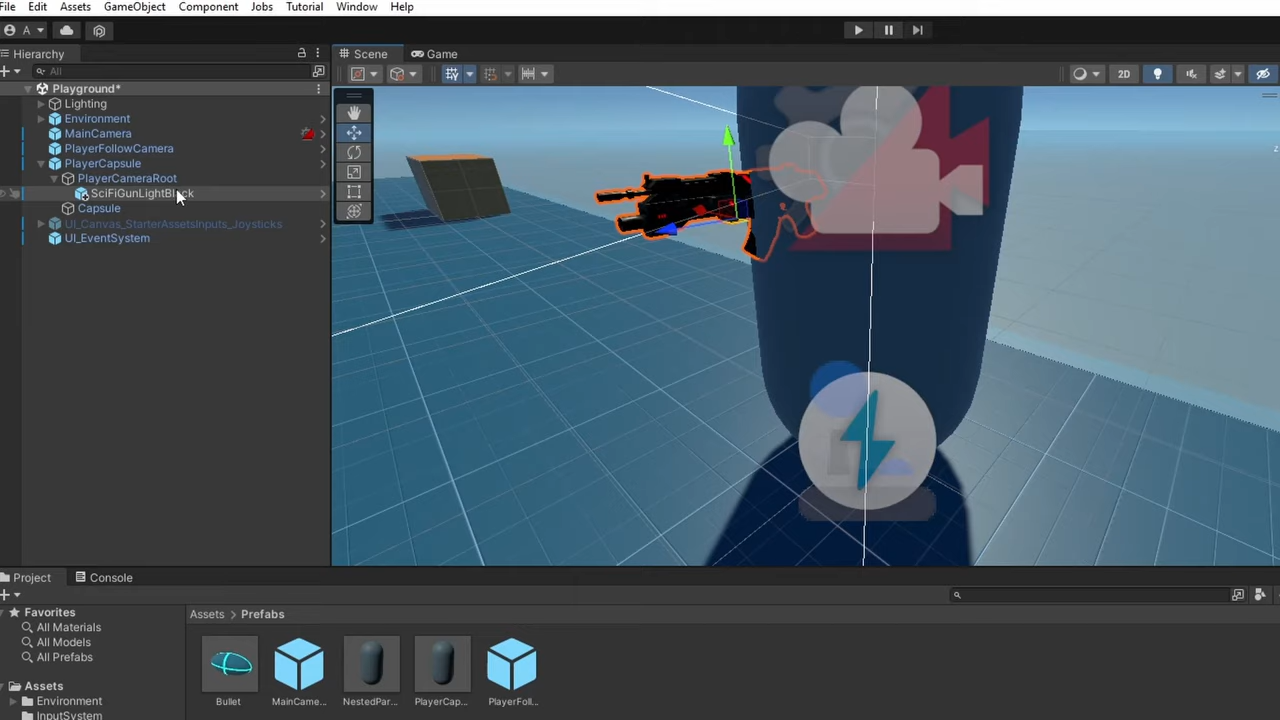 File Edit Assets GameObject Component Jobs Tutorial Window Help
A
Hierarchy
Scene Game
All
2D
Playground*
Lighting
Environment
MainCamera
PlayerFollowCamera
PlayerCapsule
PlayerCameraRoot
SciFiGunLightBlack
Capsule
UI_Canvas_StarterAssetsInputs_Joysticks
UI_EventSystem
z
Project Console
Favorites
All Materials
All Models
All Prefabs
Assets
Environment
InputSystem
Assets > Prefabs
Bullet MainCame... NestedPar... PlayerCap... PlayerFoll...